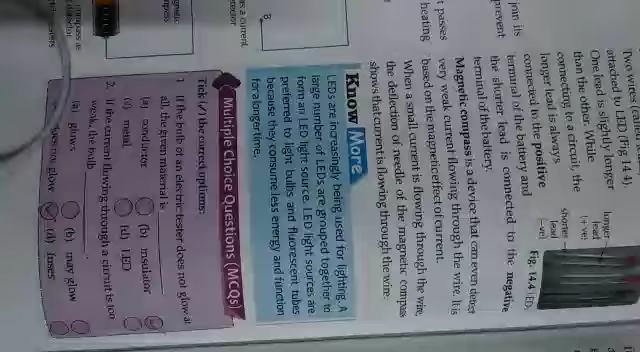 Two wires (called
attached to LED (Fig 14.4).
One lead is slightly longer
than the other. While
connecting to a circuit, the
longer lead is always
connected to the positive
terminal of the battery and
the shorter lead is connected to the negative
terminal of the battery.
longer
lead
(+ve)
shorter
lead
(-ve)
Fig. 14.4 LED
Magnetic compass is a device that can even detect
very weak current flowing through the wire. It is
based on the magnetic effect of current.
When a small current is flowing through the wire,
the deflection of needle of the magnetic compass
shows that current is flowing through the wire.
Know More
LEDs are increasingly being used for lighting. A
large number of LEDs are grouped together to
form an LED light source. LED light sources are
preferred to light bulbs and fluorescent tubes
because they consume less energy and function
for a longer time.
Multiple Choice Questions (MCQs)
Tick (✓) the correct options:
1. If the bulb of an electric tester does not glow at
all, the given material is
(a) conductor (b) insulator
(c) metal (d) LED
2. If the current flowing through a circuit is too
weak, the bulb
(a) glows (b) may glow
does not glow (d) fuses
join its
prevent
t passes
heating
as a current
B
magnetic
compass
compass as